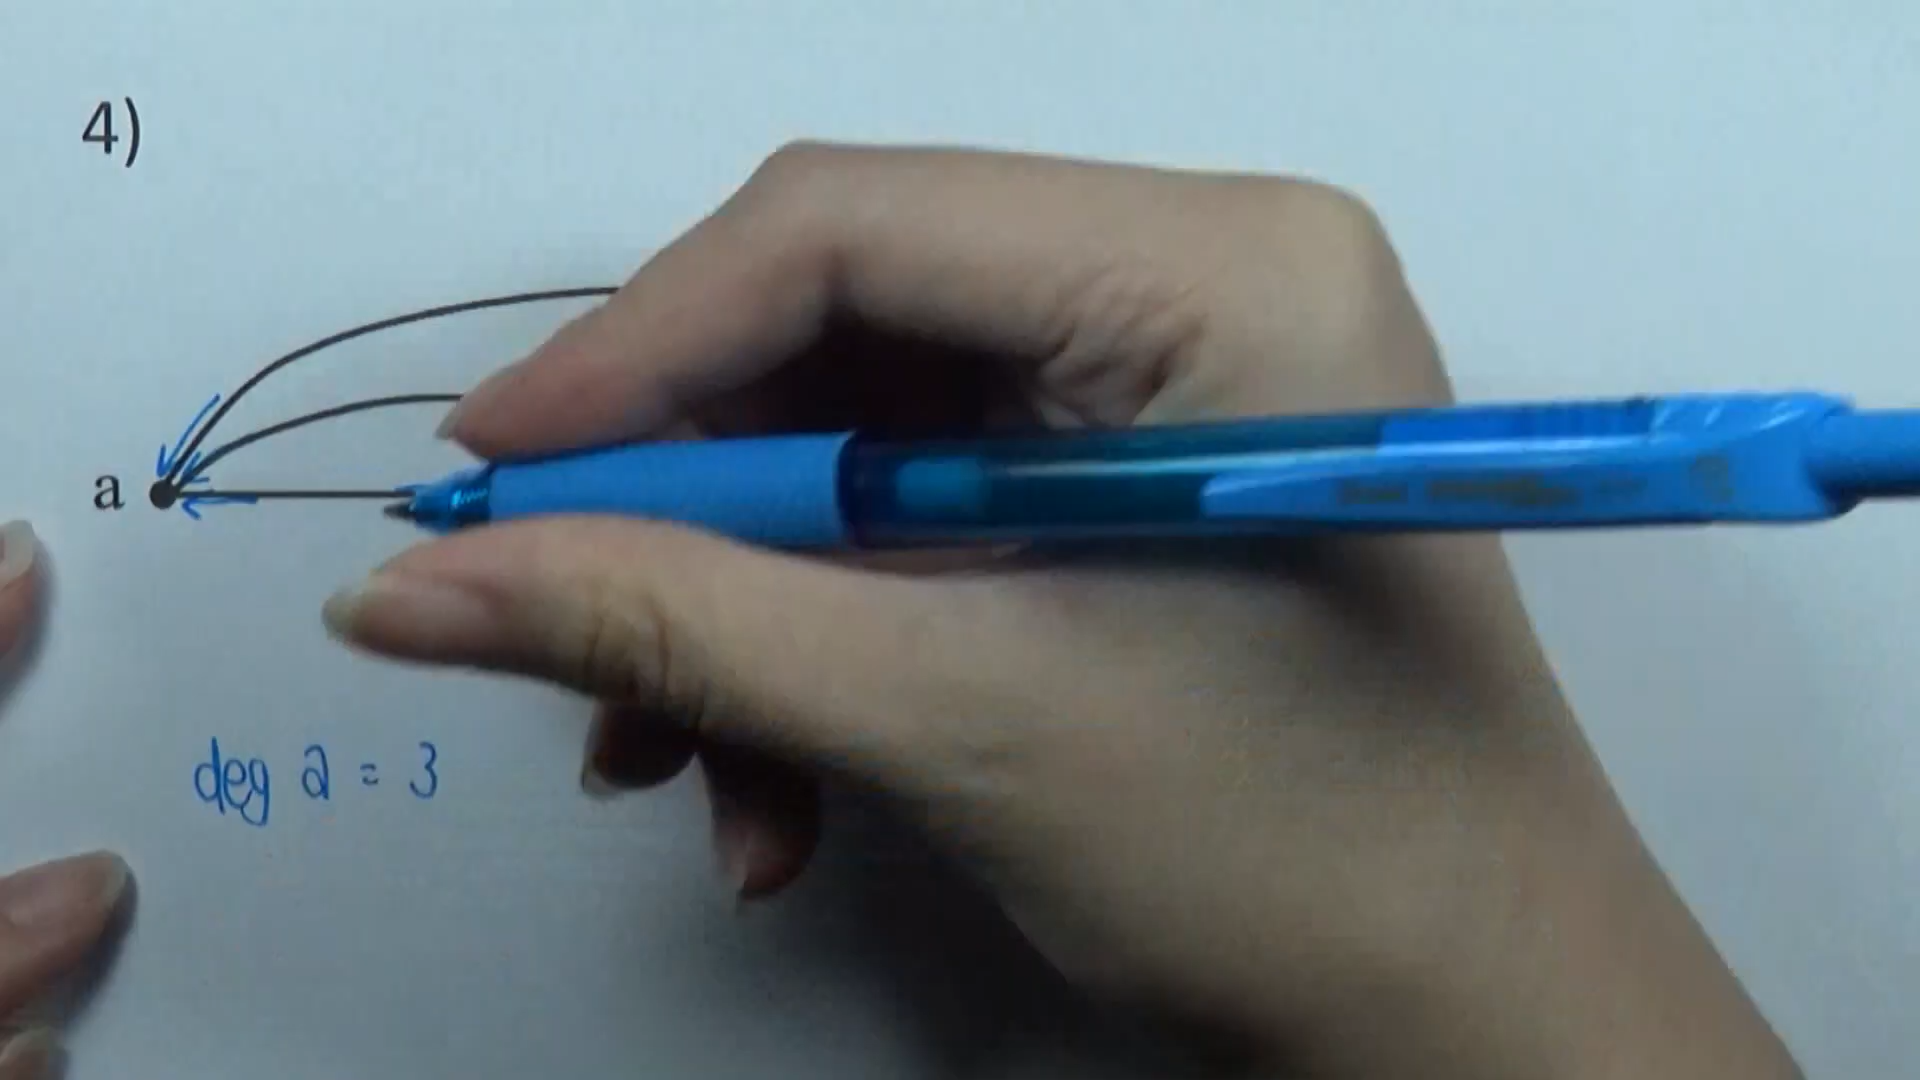 4)
a
deg a = 3